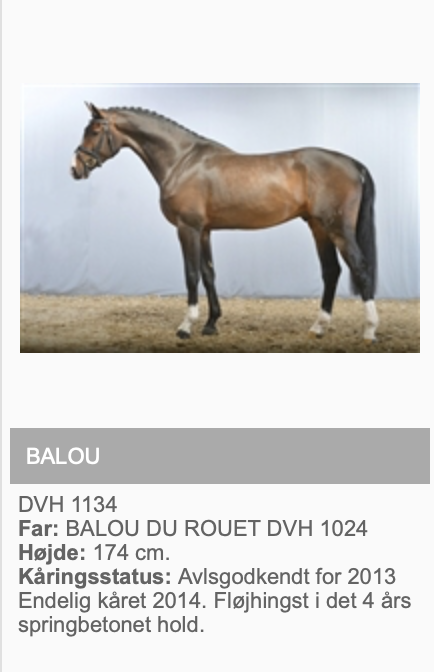 BALOU
DVH 1134
Far: BALOU DU ROUET DVH 1024
Højde: 174 cm.
Kåringsstatus: Avlsgodkendt for 2013
Endelig kåret 2014. Fløjhingst i det 4 års
springbetonet hold.